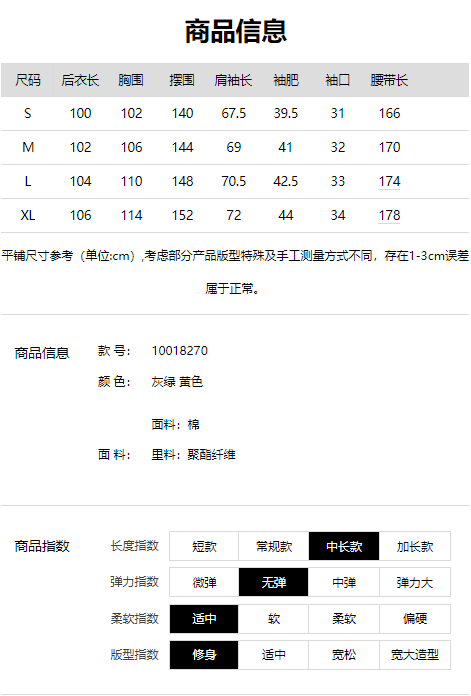 商品信息
尺码 后衣长 胸围 摆围 肩袖长 袖肥 袖口 腰带长
S 100 102 140 67.5 39.5 31 166
M 102 106 144 69 41 32 170
L 104 110 148 70.5 42.5 33 174
XL 106 114 152 72 44 34 178
平铺尺寸参考（单位:cm）,考虑部分产品版型特殊及手工测量方式不同，存在1-3cm误差
属于正常。
商品信息 款 号： 10018270
颜 色： 灰绿 黄色
面料：棉
面 料： 里料：聚酯纤维
商品指数 长度指数 短款 常规款 中长款 加长款
弹力指数 微弹 无弹 中弹 弹力大
柔软指数 适中 软 柔软 偏硬
版型指数 修身 适中 宽松 宽大造型